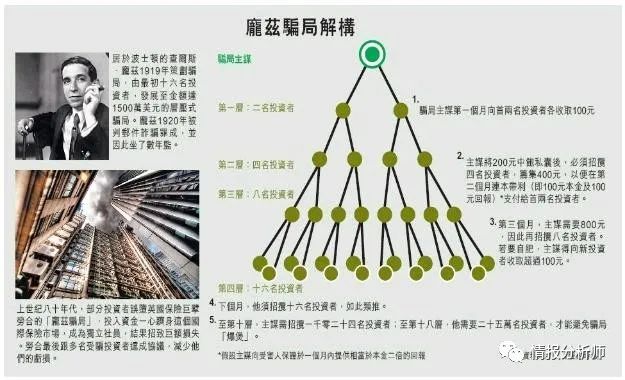 龐茲騙局解構
居於波士頓的查爾斯
·龐茲1919年策劃騙
局,由最初十六名投
資者,發展至金額達
1500萬美元的層壓式
騙局。龐茲1920年被
判郵件詐騙罪成,並
因此坐了數年監。
上世紀八十年代,部分投資者誤墮英國保險巨擘
勞合的「龐茲騙局」,投入資金一心躋身這個國
際保險市場,成為獨立社員,結果招致巨額損失。
勞合最後跟多名受騙投資者達成協議,減少他
們的虧損。
騙局主謀
第一層:二名投資者
第二層:四名投資者
第三層:八名投資者
第四層:十六名投資者
1.
騙局主謀第一個月向首兩名投資者各收取100元
2. 主謀將200元中飽私囊後,必須招攬
四名投資者,籌集400元,以便在第
二個月連本帶利(即100元本金及100
元回報)*支付給首兩名投資者。
3. 第三個月,主謀需要800元
,因此再招攬八名投資者。
若要自肥,主謀得向新投資
者收取超過100元。
4. 下個月,他須招攬十六名投資者,如此類推。
5. 至第十層,主謀需招攬一千零二十四名投資者;至第十八層,他需要二十五萬名投資者,才能避免騙局
「爆煲」。
*假設主謀向受害人保證於一個月內提供相當於本金二倍的回報
情报分析师